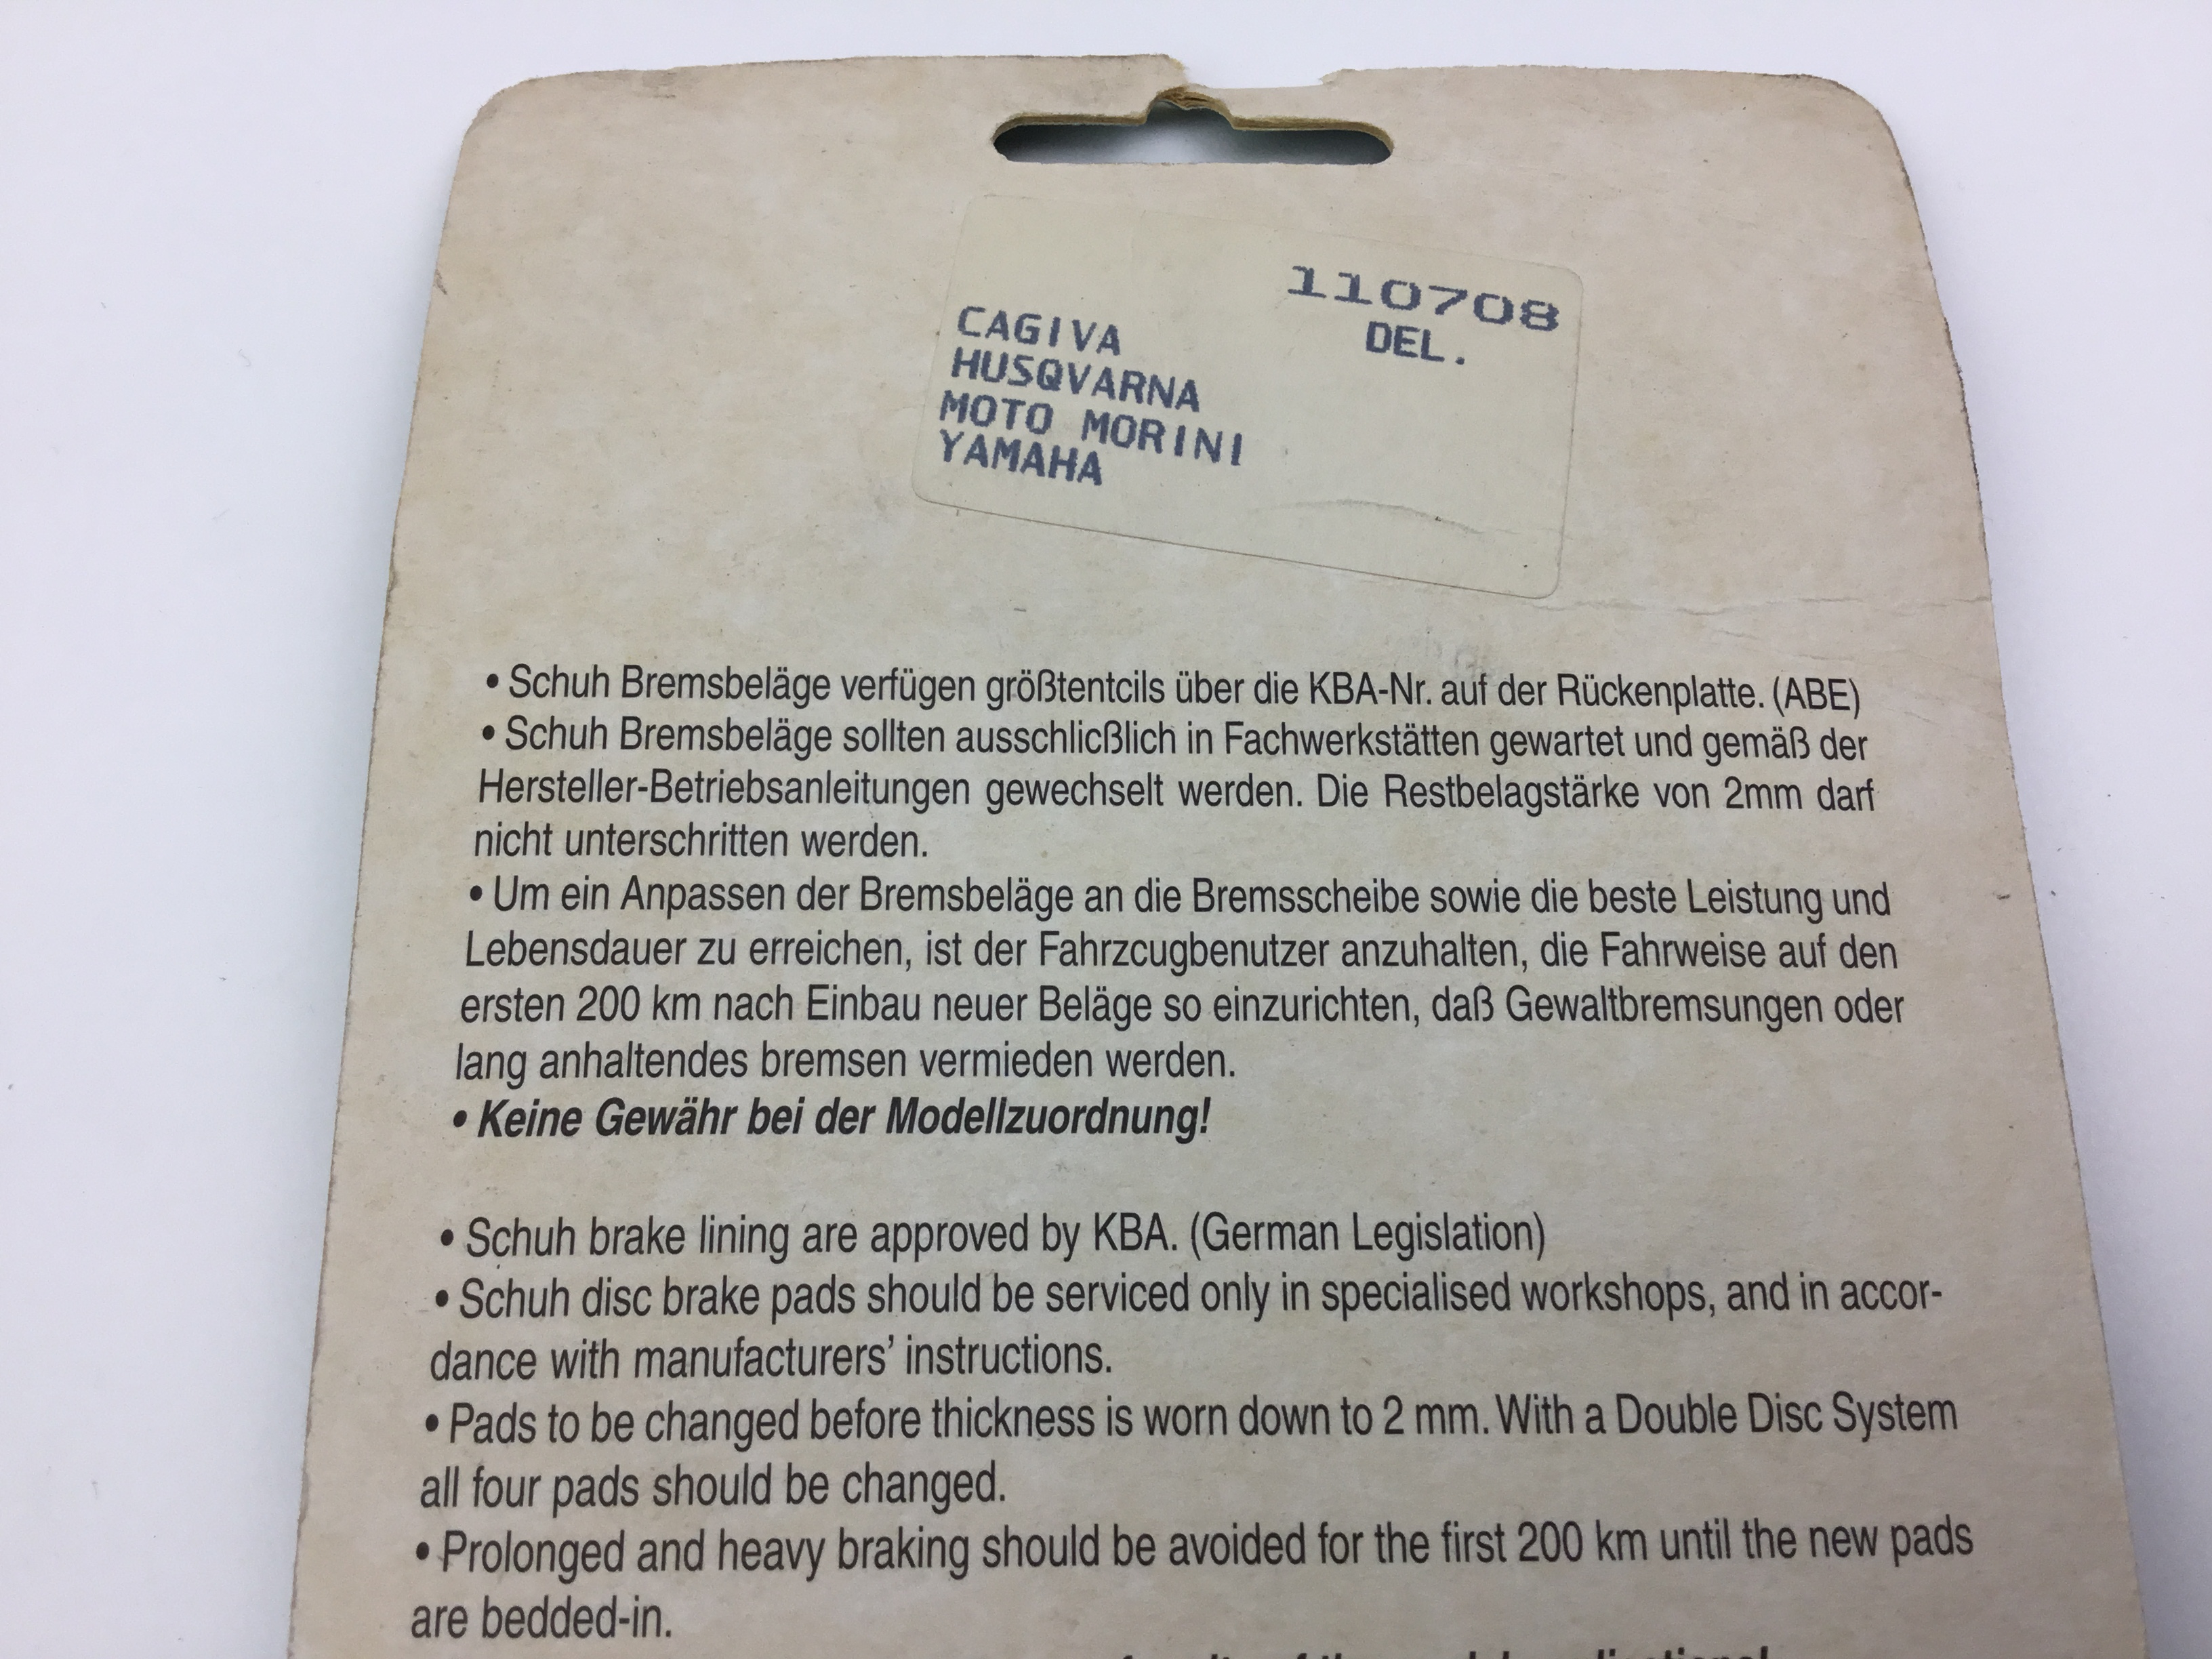 110708
DEL.
CAGIVA
HUSQVARNA
MOTO MORINI
YAMAHA
• Schuh Bremsbeläge verfügen größtentcils über die KBA-Nr. auf der Rückenplatte. (ABE)
• Schuh Bremsbeläge sollten ausschlicßlich in Fachwerkstätten gewartet und gemäß der
Hersteller-Betriebsanleitungen gewechselt werden. Die Restbelagstärke von 2mm darf
nicht unterschritten werden.
• Um ein Anpassen der Bremsbeläge an die Bremsscheibe sowie die beste Leistung und
Lebensdauer zu erreichen, ist der Fahrzcugbenutzer anzuhalten, die Fahrweise auf den
ersten 200 km nach Einbau neuer Beläge so einzurichten, daß Gewaltbremsungen oder
lang anhaltendes bremsen vermieden werden.
• Keine Gewähr bei der Modellzuordnung!
• Schuh brake lining are approved by KBA. (German Legislation)
• Schuh disc brake pads should be serviced only in specialised workshops, and in accor-
dance with manufacturers' instructions.
• Pads to be changed before thickness is worn down to 2 mm. With a Double Disc System
all four pads should be changed.
• Prolonged and heavy braking should be avoided for the first 200 km until the new pads
are bedded-in.